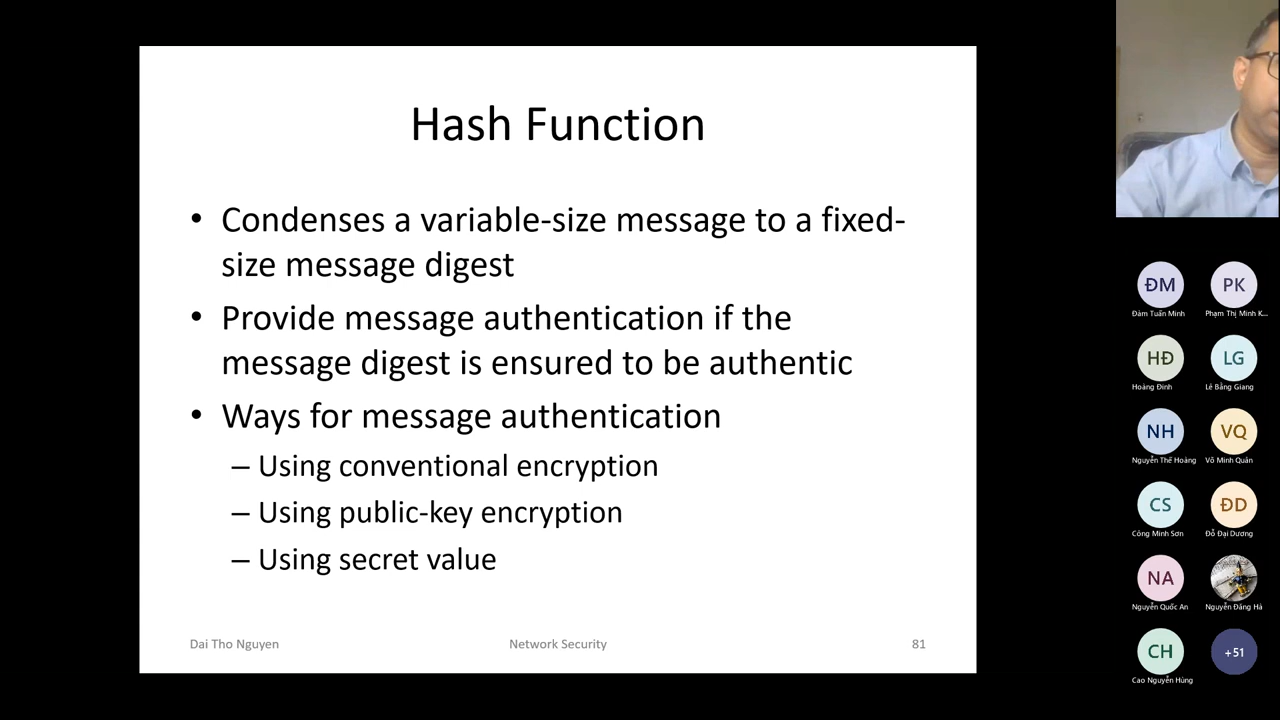 Hash Function
• Condenses a variable-size message to a fixed-
size message digest
• Provide message authentication if the
message digest is ensured to be authentic
• Ways for message authentication
– Using conventional encryption
– Using public-key encryption
– Using secret value
Dai Tho Nguyen
Network Security
81
ĐM
PK
Đàm Tuấn Minh
Phạm Thị Minh K...
HĐ
LG
Hoàng Đinh
Lê Bằng Giang
NH
VQ
Nguyễn Thế Hoàng
Võ Minh Quân
CS
ĐD
Công Minh Sơn
Đỗ Đại Dương
NA
Nguyễn Quốc An
Nguyễn Đăng Hà
CH
+51
Cao Nguyên Hùng